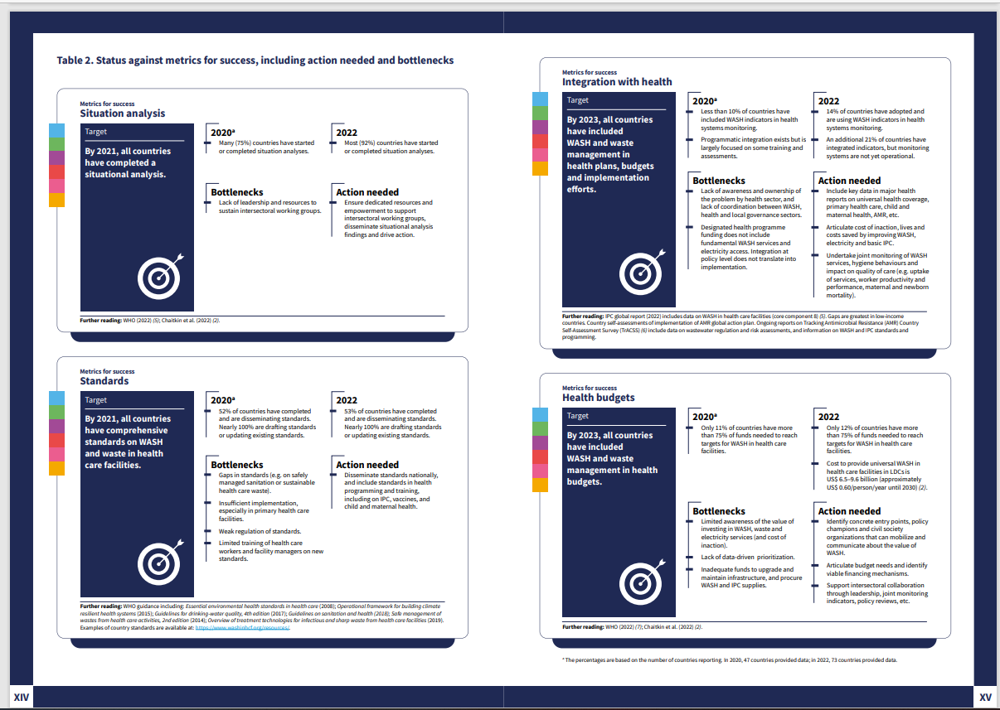 Table 2. Status against metrics for success, including action needed and bottlenecks
Metrics for success
Situation analysis
Target
By 2021, all countries
have completed a
situational analysis.
2020ᵃ
Many (75%) countries have started
or completed situation analyses.
2022
Most (92%) countries have started
or completed situation analyses.
Bottlenecks
Lack of leadership and resources to
sustain intersectoral working groups.
Action needed
Ensure dedicated resources and
empowerment to support
intersectoral working groups,
disseminate situational analysis
findings and drive action.
Further reading: WHO (2022) (5); Chaitkin et al. (2022) (2).
Metrics for success
Standards
Target
By 2021, all countries
have comprehensive
standards on WASH
and waste in health
care facilities.
2020ᵃ
52% of countries have completed
and are disseminating standards.
Nearly 100% are drafting standards
or updating existing standards.
2022
53% of countries have completed
and are disseminating standards.
Nearly 100% are drafting standards
or updating existing standards.
Bottlenecks
Gaps in standards (e.g. on safely
managed sanitation or sustainable
health care waste).
Insufficient implementation,
especially in primary health care
facilities.
Weak regulation of standards.
Limited training of health care
workers and facility managers on new
standards.
Action needed
Disseminate standards nationally,
and include standards in health
programming and training,
including on IPC, vaccines, and
child and maternal health.
Further reading: WHO guidance including: Essential environmental health standards in health care (2008); Operational framework for building climate
resilient health systems (2015); Guidelines for drinking-water quality, 4th edition (2017); Guidelines on sanitation and health (2018); Safe management of
wastes from health care activities, 2nd edition (2014); Overview of treatment technologies for infectious and sharp waste from health care facilities (2019).
Examples of country standards are available at: https://www.washinhcf.org/resources/.
XIV
Metrics for success
Integration with health
Target
By 2023, all countries
have included
WASH and waste
management in
health plans, budgets
and implementation
efforts.
2020ᵃ
Less than 10% of countries have
included WASH indicators in health
systems monitoring.
Programmatic integration exists but is
largely focused on some training and
assessments.
2022
14% of countries have adopted and
are using WASH indicators in health
systems monitoring.
An additional 21% of countries have
integrated indicators, but monitoring
systems are not yet operational.
Bottlenecks
Lack of awareness and ownership of
the problem by health sector, and
lack of coordination between WASH,
health and local governance sectors.
Designated health programme
funding does not include
fundamental WASH services and
electricity access. Integration at
policy level does not translate into
implementation.
Action needed
Include key data in major health
reports on universal health coverage,
primary health care, child and
maternal health, AMR, etc.
Articulate cost of inaction, lives and
costs saved by improving WASH,
electricity and basic IPC.
Undertake joint monitoring of WASH
services, hygiene behaviours and
impact on quality of care (e.g. uptake
of services, worker productivity and
performance, maternal and newborn
mortality).
Further reading: IPC global report (2022) includes data on WASH in health care facilities (core component 8) (5). Gaps are greatest in low-income
countries. Country self-assessments of implementation of AMR global action plan. Ongoing reports on Tracking Antimicrobial Resistance (AMR) Country
Self-Assessment Survey (TrACSS) (6) include data on wastewater regulation and risk assessments, and information on WASH and IPC standards and
programming.
Metrics for success
Health budgets
Target
By 2023, all countries
have included
WASH and waste
management in health
budgets.
2020ᵃ
Only 11% of countries have more
than 75% of funds needed to reach
targets for WASH in health care
facilities.
2022
Only 12% of countries have more
than 75% of funds needed to reach
targets for WASH in health care
facilities.
Cost to provide universal WASH in
health care facilities in LDCs is
US$ 6.5–9.6 billion (approximately
US$ 0.60/person/year until 2030) (2).
Bottlenecks
Limited awareness of the value of
investing in WASH, waste and
electricity services (and cost of
inaction).
Lack of data-driven prioritization.
Inadequate funds to upgrade and
maintain infrastructure, and procure
WASH and IPC supplies.
Action needed
Identify concrete entry points, policy
champions and civil society
organizations that can mobilize and
communicate about the value of
WASH.
Articulate budget needs and identify
viable financing mechanisms.
Support intersectoral collaboration
through leadership, joint monitoring
indicators, policy reviews, etc.
Further reading: WHO (2022) (7); Chaitkin et al. (2022) (2).
ᵃ The percentages are based on the number of countries reporting. In 2020, 47 countries provided data; in 2022, 73 countries provided data.
XV